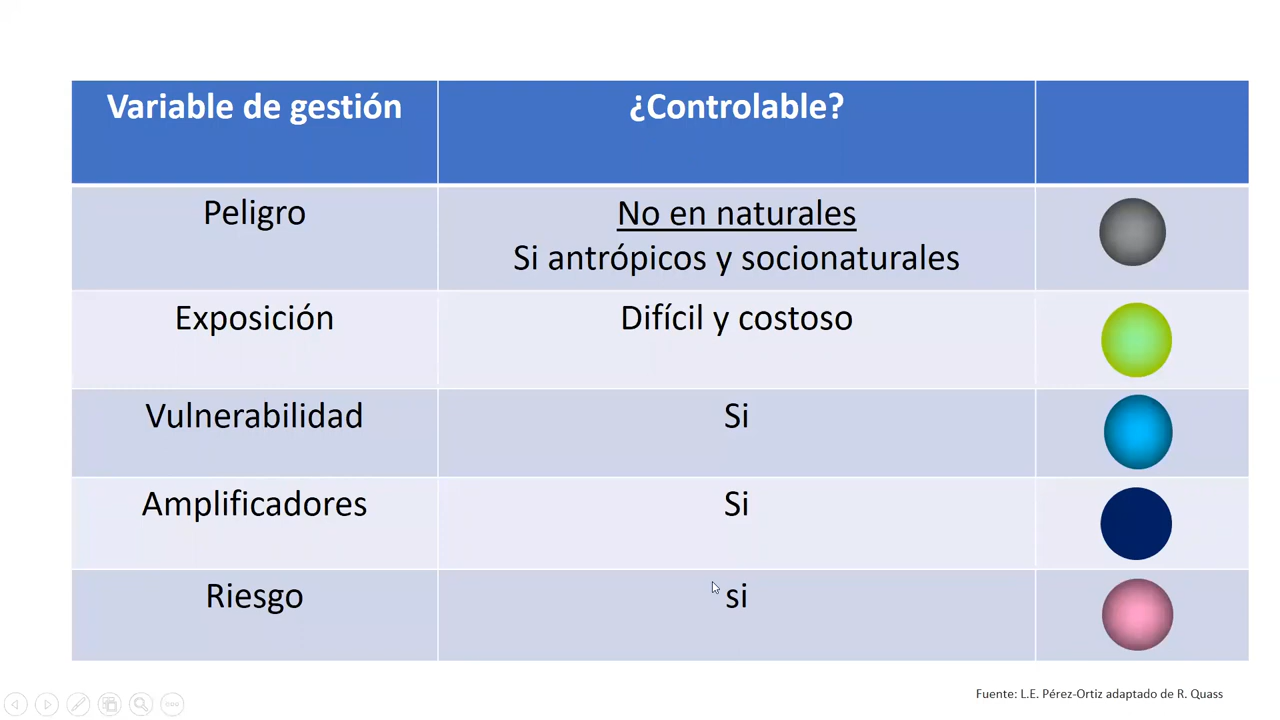 Variable de gestión
¿Controlable?
Peligro
No en naturales
Si antrópicos y socionaturales
Exposición
Difícil y costoso
Vulnerabilidad
Si
Amplificadores
Si
Riesgo
si
Fuente: L.E. Pérez-Ortiz adaptado de R. Quass